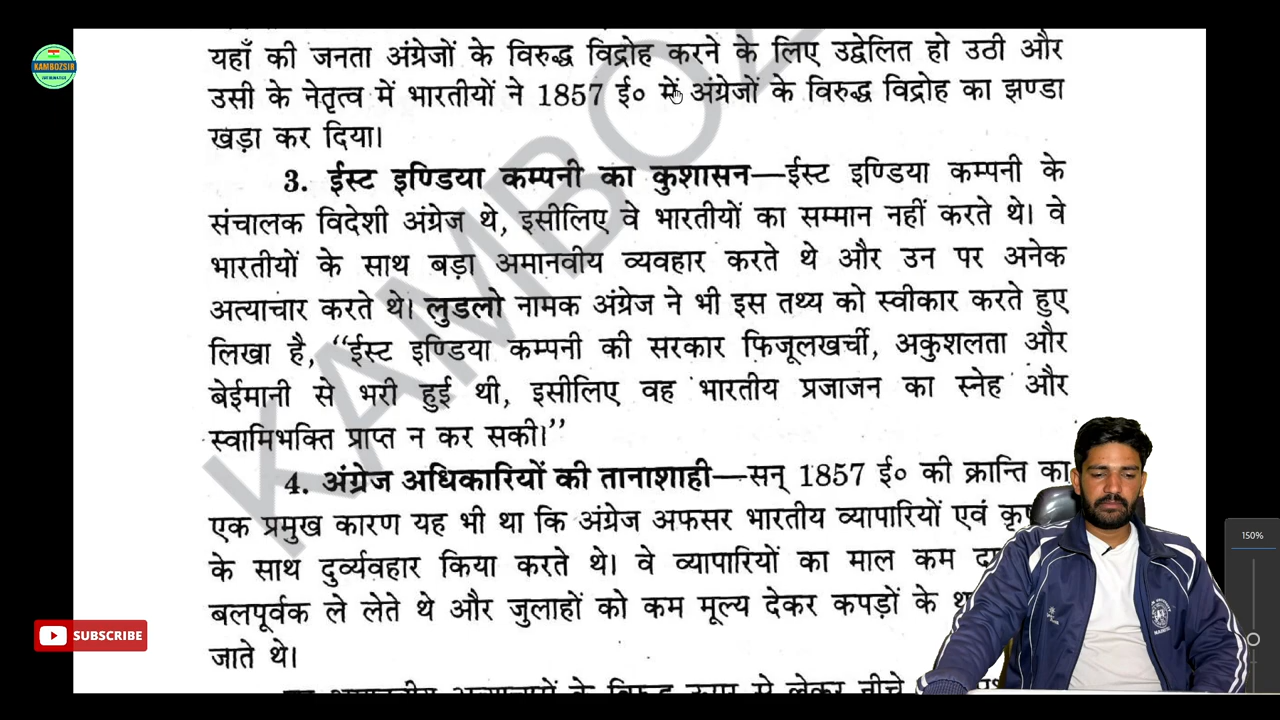 KAMBOZSIR
यहाँ की जनता अंग्रेजों के विरुद्ध विद्रोह करने के लिए उद्वेलित हो उठी और
उसी के नेतृत्व में भारतीयों ने 1857 ई० में अंग्रेजों के विरुद्ध विद्रोह का झण्डा
खड़ा कर दिया।
3. ईस्ट इण्डिया कम्पनी का कुशासन—ईस्ट इण्डिया कम्पनी के
संचालक विदेशी अंग्रेज थे, इसीलिए वे भारतीयों का सम्मान नहीं करते थे। वे
भारतीयों के साथ बड़ा अमानवीय व्यवहार करते थे और उन पर अनेक
अत्याचार करते थे। लुडलो नामक अंग्रेज ने भी इस तथ्य को स्वीकार करते हुए
लिखा है, ‘‘ईस्ट इण्डिया कम्पनी की सरकार फिजूलखर्ची, अकुशलता और
बेईमानी से भरी हुई थी, इसीलिए वह भारतीय प्रजाजन का स्नेह और
स्वामिभक्ति प्राप्त न कर सकी।’’
4. अंग्रेज अधिकारियों की तानाशाही—सन् 1857 ई० की क्रान्ति का
एक प्रमुख कारण यह भी था कि अंग्रेज अफसर भारतीय व्यापारियों एवं
के साथ दुर्व्यवहार किया करते थे। वे व्यापारियों का माल कम
बलपूर्वक ले लेते थे और जुलाहों को कम मूल्य देकर कपड़ों के
जाते थे।
KAMBOZ
150%
SUBSCRIBE